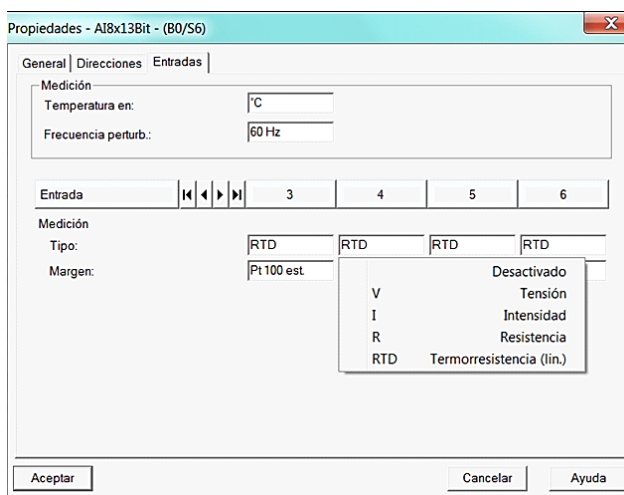 Propiedades - AI8x13Bit - (B0/S6)
General Direcciones Entradas
Medición
Temperatura en: °C
Frecuencia perturb.: 60 Hz
Entrada 3 4 5 6
Medición
Tipo: RTD RTD RTD RTD
Margen: Pt 100 est.
Desactivado
V Tensión
I Intensidad
R Resistencia
RTD Termorresistencia (lin.)
Aceptar Cancelar Ayuda